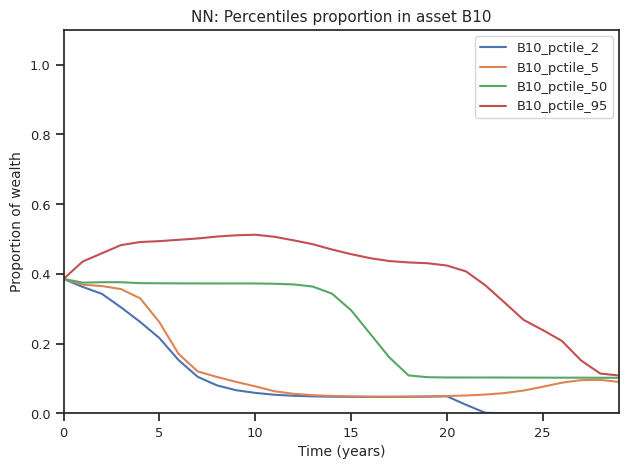 NN: Percentiles proportion in asset B10
B10_pctile_2
B10_pctile_5
B10_pctile_50
B10_pctile_95
Proportion of wealth
1.0
0.8
0.6
0.4
0.2
0.0
0 5 10 15 20 25
Time (years)